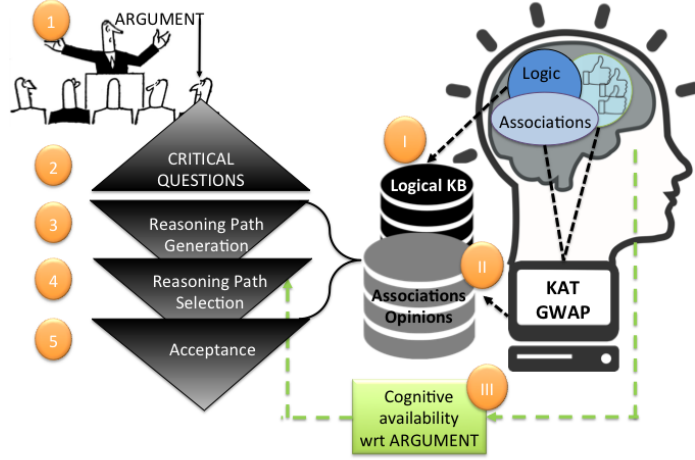 1
ARGUMENT
2
CRITICAL
QUESTIONS
3
Reasoning Path
Generation
4
Reasoning Path
Selection
5
Acceptance
I
Logical KB
II
Associations
Opinions
Logic
Associations
KAT
GWAP
III
Cognitive
availability
wrt ARGUMENT